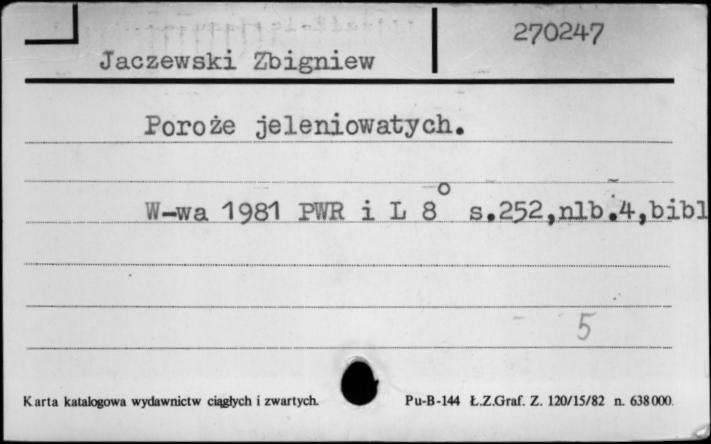 270247
Jaczewski Zbigniew
Poroże jeleniowatych.
W-wa 1981 PWR i L 8° s.252,nlb.4,bibl
5
Karta katalogowa wydawnictw ciągłych i zwartych. Pu-B-144 Ł.Z.Graf. Z. 120/15/82 n. 638000.